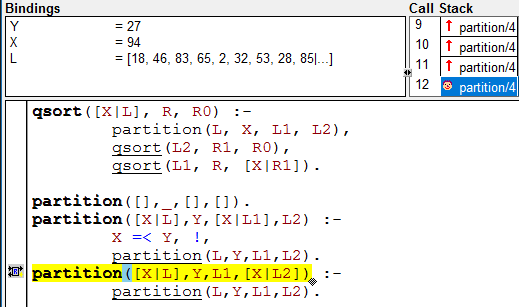 Bindings
Y = 27
X = 94
L = [18, 46, 83, 65, 2, 32, 53, 28, 85|...]
Call Stack
9 partition/4
10 partition/4
11 partition/4
12 partition/4
qsort([X|L], R, R0) :-
partition(L, X, L1, L2),
qsort(L2, R1, R0),
qsort(L1, R, [X|R1]).
partition([],_,[],[]).
partition([X|L],Y,[X|L1],L2) :-
X =< Y, !,
partition(L,Y,L1,L2).
partition([X|L],Y,L1,[X|L2]) :-
partition(L,Y,L1,L2).